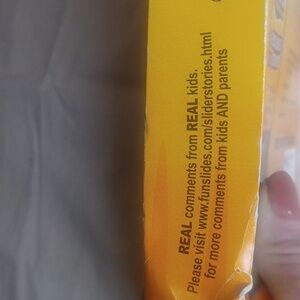 REAL comments from REAL kids.
Please visit www.funslides.com/sliderstories.html
for more comments from kids AND parents